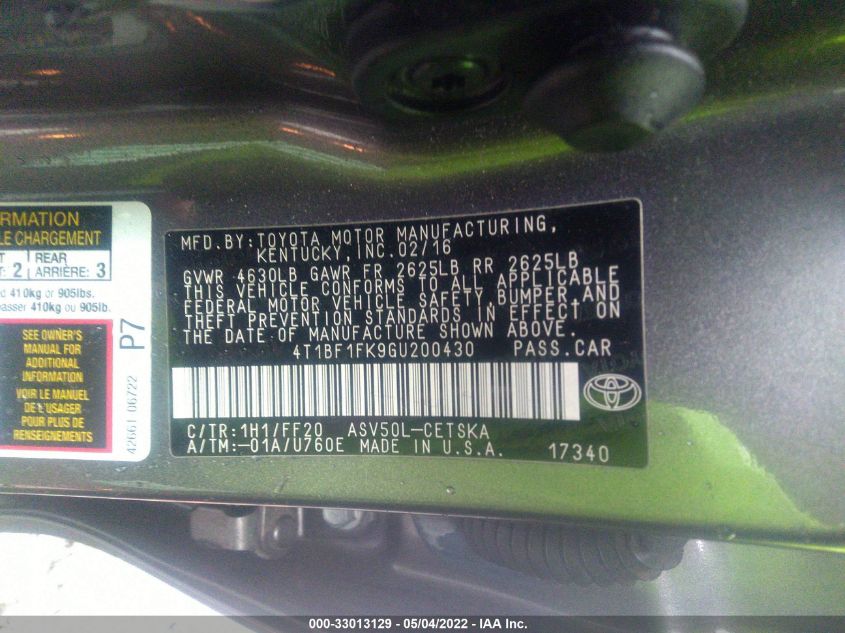 RMATION
LE CHARGEMENT
T : 2 REAR ARRIÈRE: 3
d 410kg or 905lbs.
asser 410kg ou 905lb.
SEE OWNER'S
MANUAL FOR
ADDITIONAL
INFORMATION
VOIR LE MANUEL
DE L'USAGER
POUR PLUS DE
RENSEIGNEMENTS
P7
42661 06722
MFD. BY: TOYOTA MOTOR MANUFACTURING,
KENTUCKY, INC. 02/16
GVWR 4630LB GAWR FR 2625LB RR 2625LB
THIS VEHICLE CONFORMS TO ALL APPLICABLE
FEDERAL MOTOR VEHICLE SAFETY, BUMPER, AND
THEFT PREVENTION STANDARDS IN EFFECT ON
THE DATE OF MANUFACTURE SHOWN ABOVE.
4T1BF1FK9GU200430 PASS. CAR
C/TR: 1H1/FF20 ASV50L-CETSKA
A/TM: -01A/U760E MADE IN U.S.A. 17340
000-33013129 - 05/04/2022 - IAA Inc.